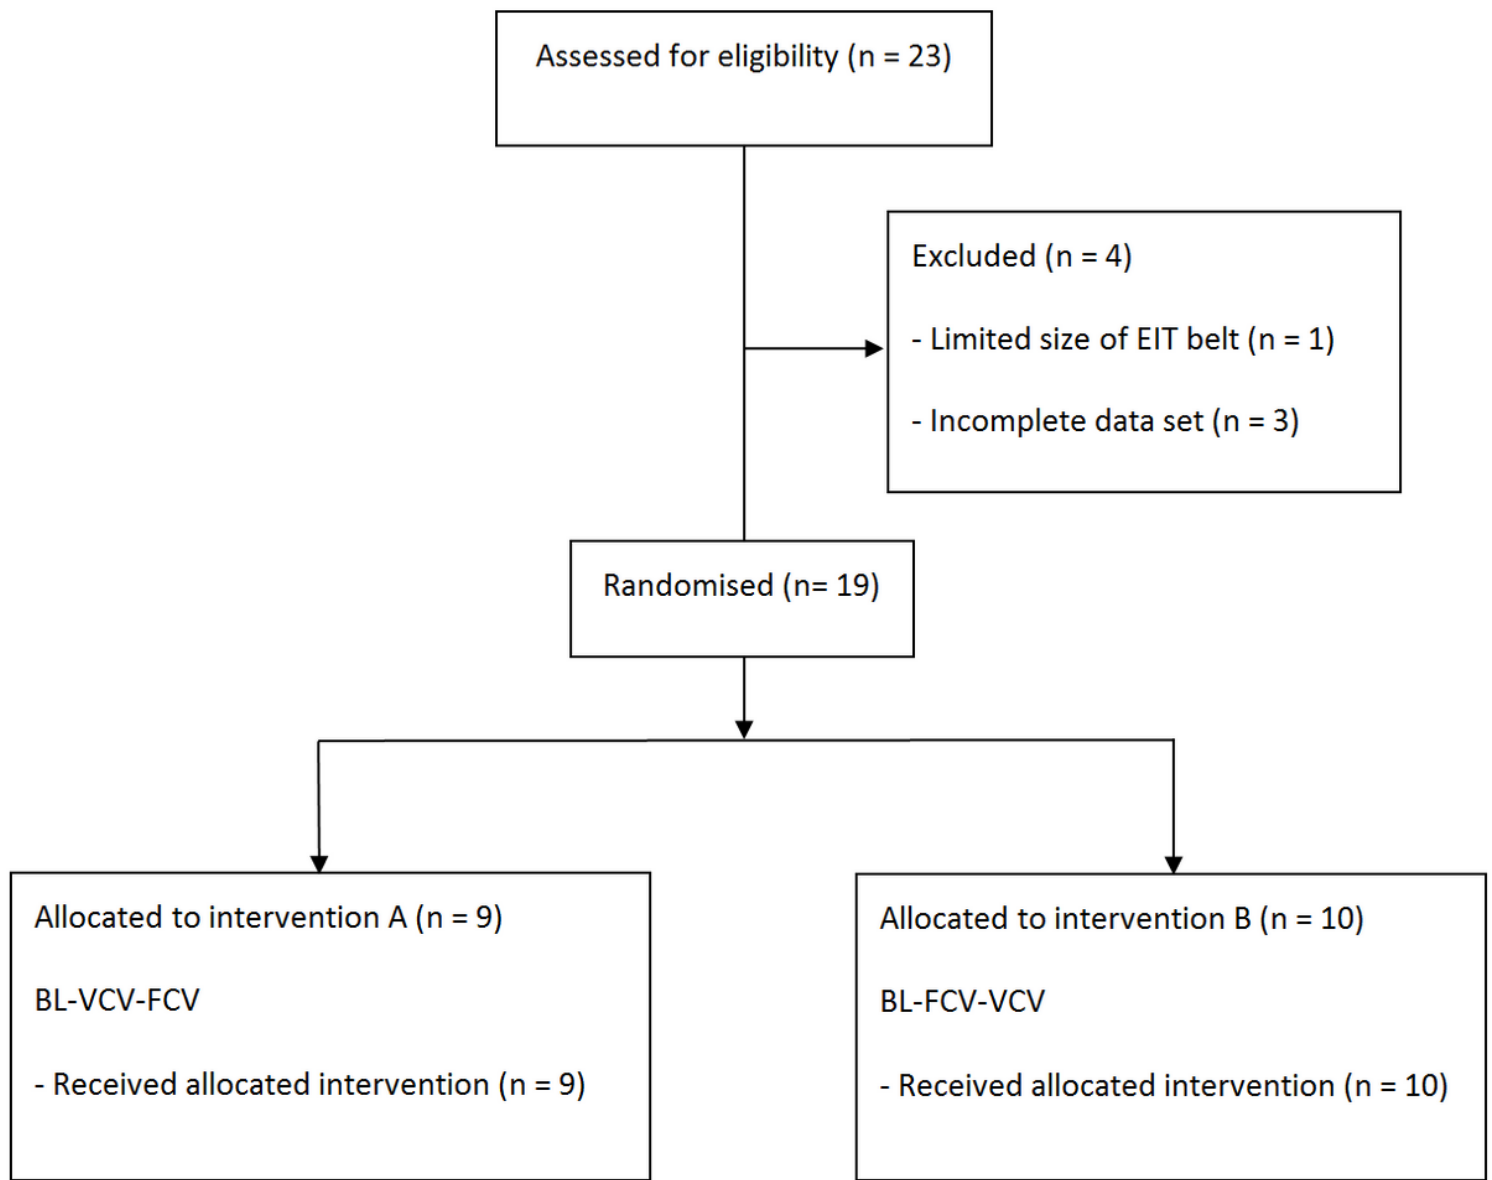 Assessed for eligibility (n = 23)
Excluded (n = 4)
- Limited size of EIT belt (n = 1)
- Incomplete data set (n = 3)
Randomised (n= 19)
Allocated to intervention A (n = 9)
BL-VCV-FCV
- Received allocated intervention (n = 9)
Allocated to intervention B (n = 10)
BL-FCV-VCV
- Received allocated intervention (n = 10)